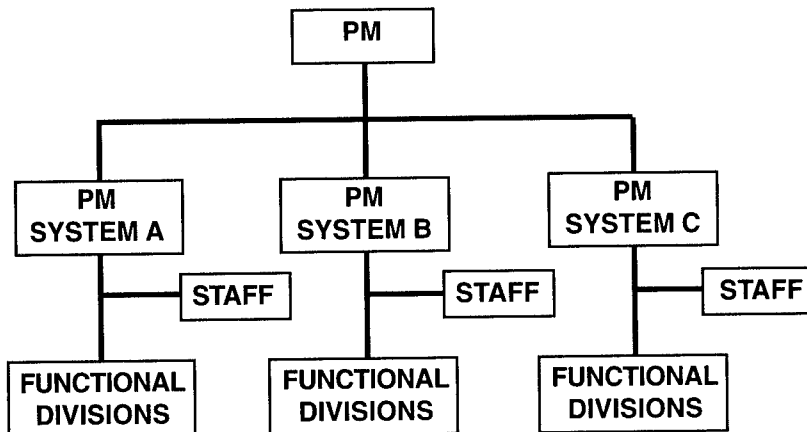 PM
PM
SYSTEM A
PM
SYSTEM B
PM
SYSTEM C
STAFF
STAFF
STAFF
FUNCTIONAL
DIVISIONS
FUNCTIONAL
DIVISIONS
FUNCTIONAL
DIVISIONS